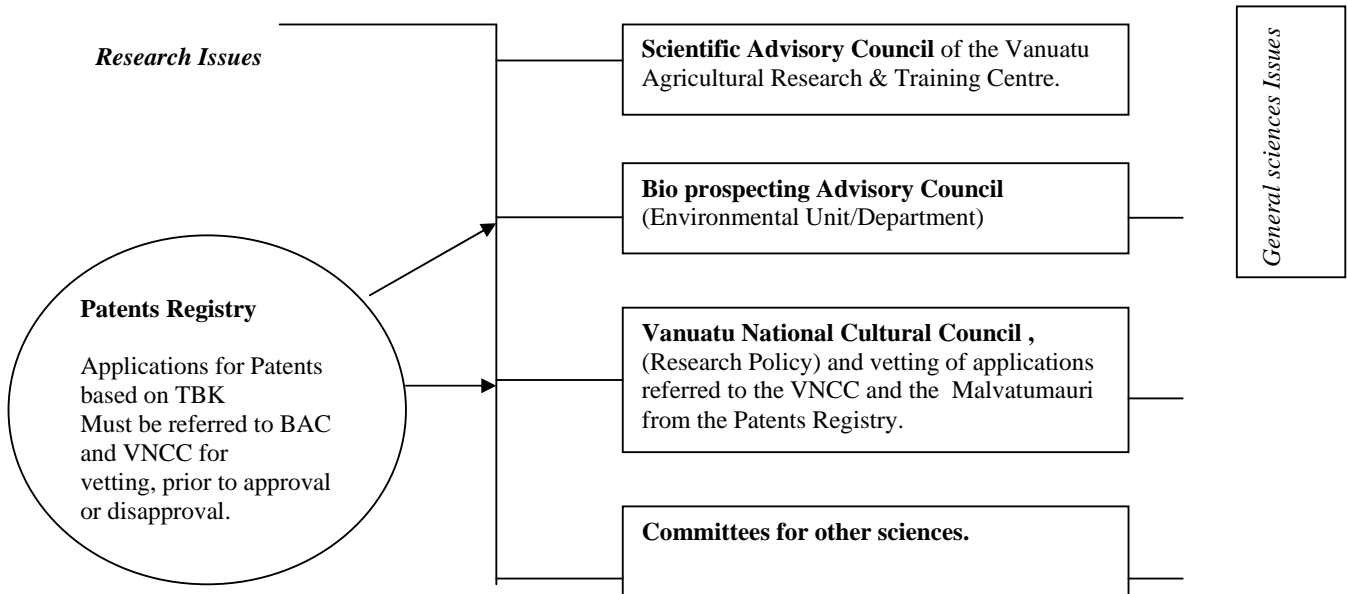 Research Issues
Scientific Advisory Council of the Vanuatu
Agricultural Research & Training Centre.
General sciences Issues
Bio prospecting Advisory Council
(Environmental Unit/Department)
Patents Registry
Applications for Patents
based on TBK
Must be referred to BAC
and VNCC for
vetting, prior to approval
or disapproval.
Vanuatu National Cultural Council ,
(Research Policy) and vetting of applications
referred to the VNCC and the Malvatumauri
from the Patents Registry.
Committees for other sciences.